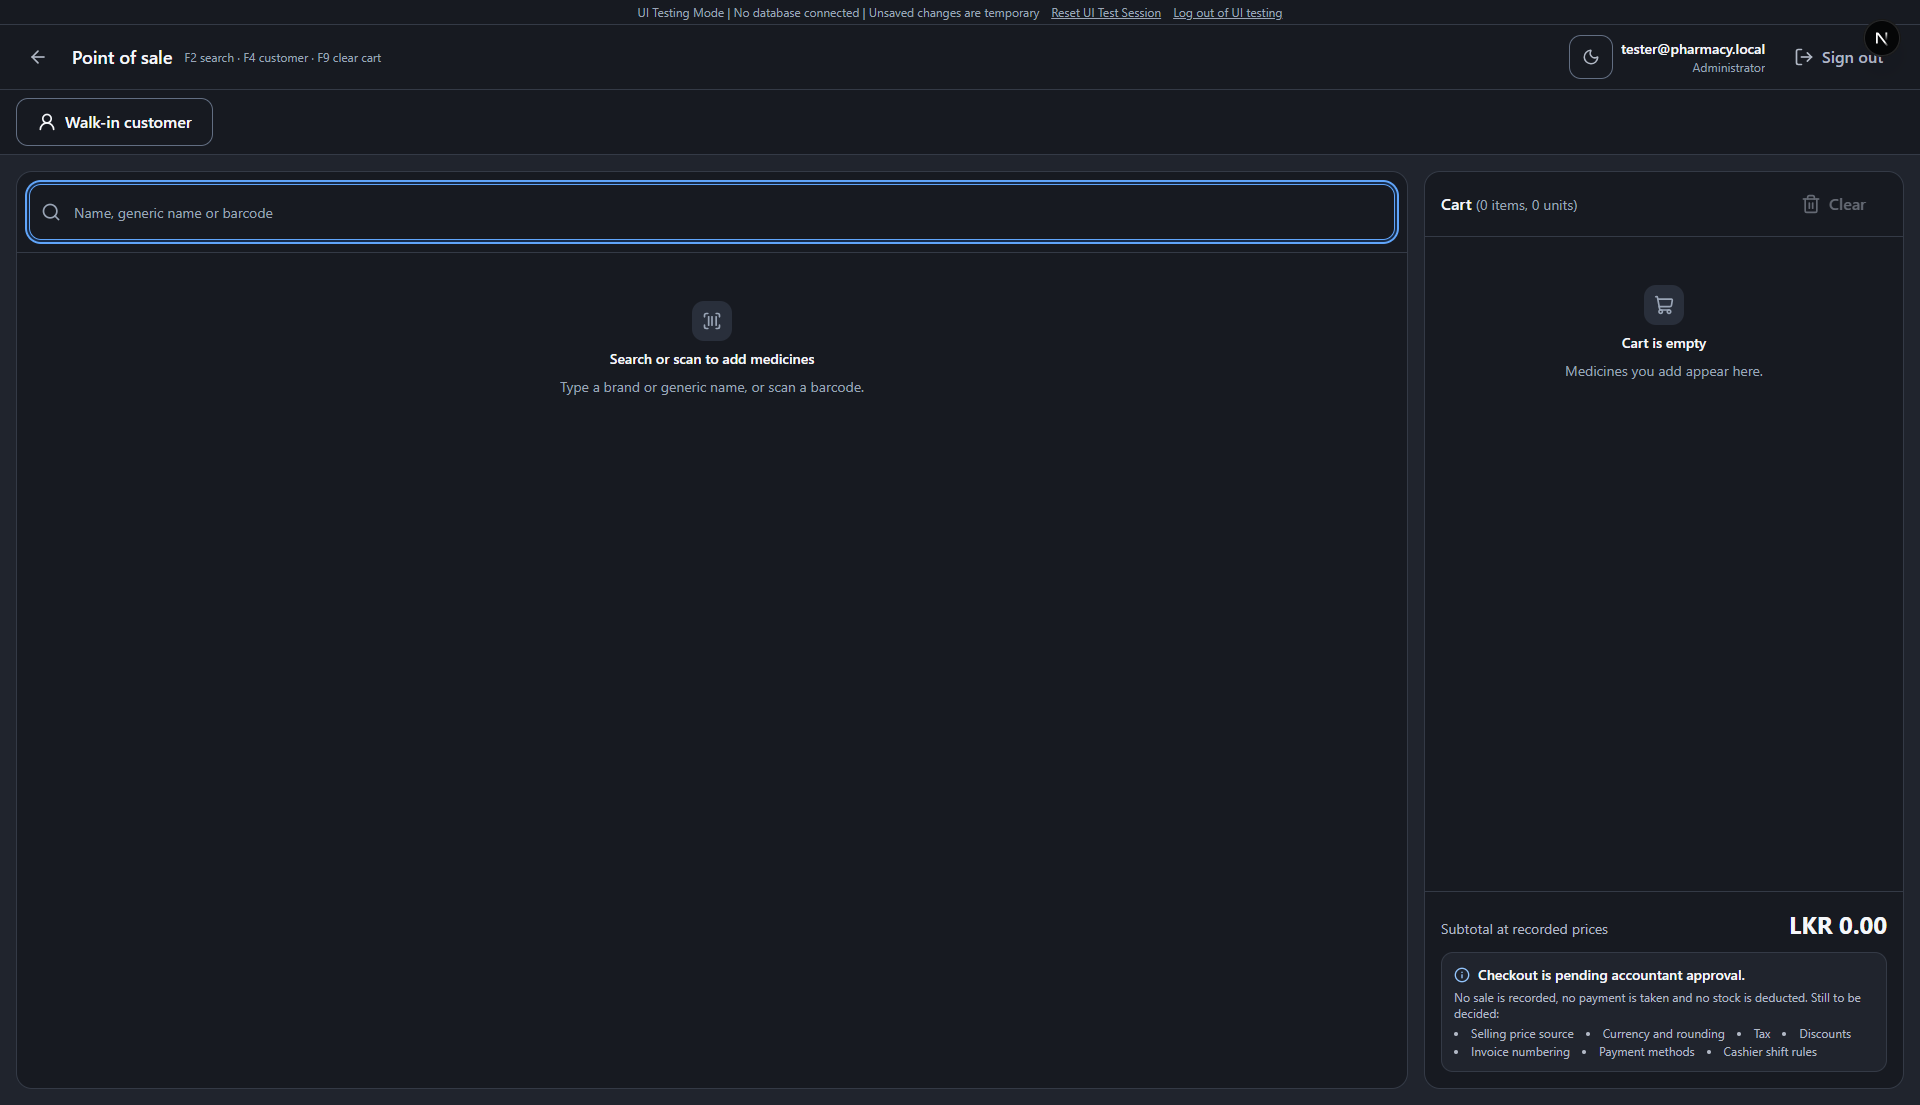 UI Testing Mode | No database connected | Unsaved changes are temporary Reset UI Test Session Log out of UI testing
Point of sale F2 search · F4 customer · F9 clear cart
tester@pharmacy.local
Administrator
Sign out
N
Walk-in customer
Name, generic name or barcode
Search or scan to add medicines
Type a brand or generic name, or scan a barcode.
Cart (0 items, 0 units)
Clear
Cart is empty
Medicines you add appear here.
Subtotal at recorded prices LKR 0.00
Checkout is pending accountant approval.
No sale is recorded, no payment is taken and no stock is deducted. Still to be
decided:
• Selling price source • Currency and rounding • Tax • Discounts
• Invoice numbering • Payment methods • Cashier shift rules